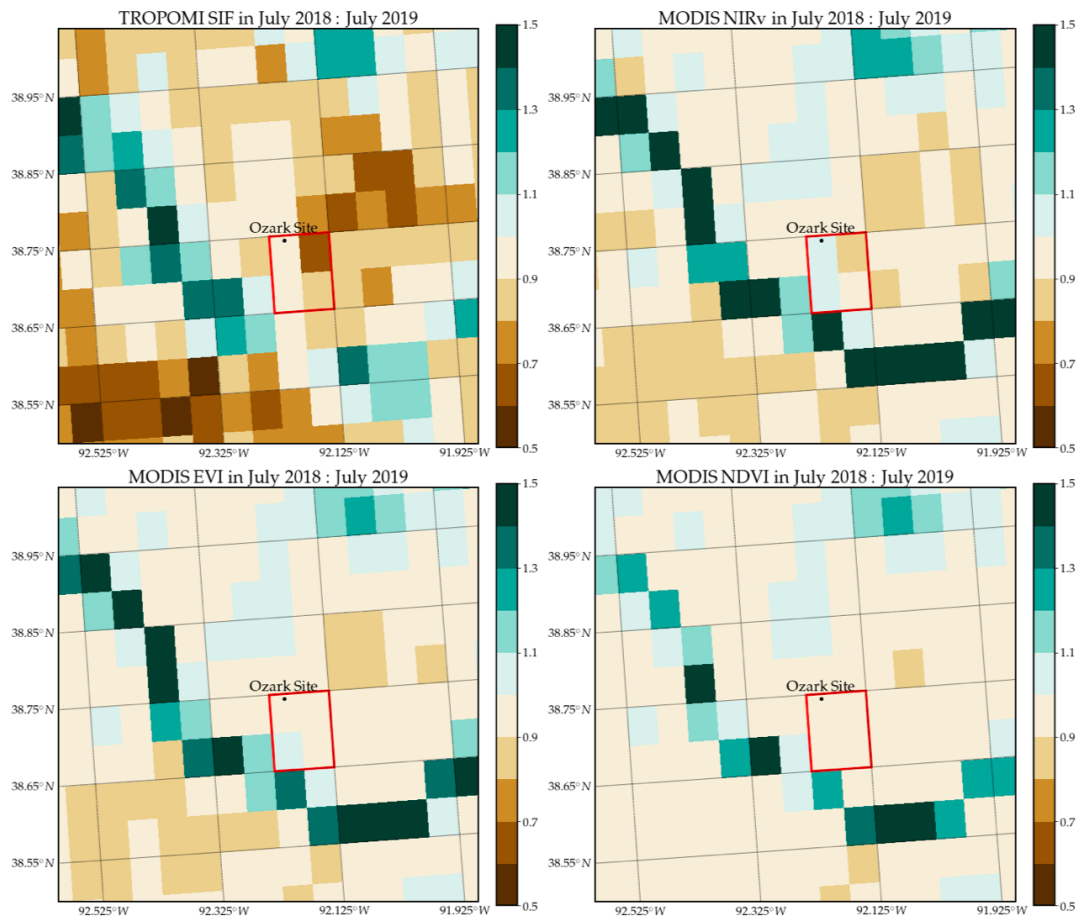 TROPOMI SIF in July 2018 : July 2019
MODIS NIRv in July 2018 : July 2019
1.5
1.3
1.1
0.9
0.7
0.5
38.95°N
38.85°N
38.75°N
38.65°N
38.55°N
Ozark Site
92.525°W
92.325°W
92.125°W
91.925°W
1.5
1.3
1.1
0.9
0.7
0.5
38.95°N
38.85°N
38.75°N
38.65°N
38.55°N
Ozark Site
92.525°W
92.325°W
92.125°W
91.925°W
MODIS EVI in July 2018 : July 2019
MODIS NDVI in July 2018 : July 2019
1.5
1.3
1.1
0.9
0.7
0.5
38.95°N
38.85°N
38.75°N
38.65°N
38.55°N
Ozark Site
92.525°W
92.325°W
92.125°W
91.925°W
1.5
1.3
1.1
0.9
0.7
0.5
38.95°N
38.85°N
38.75°N
38.65°N
38.55°N
Ozark Site
92.525°W
92.325°W
92.125°W
91.925°W